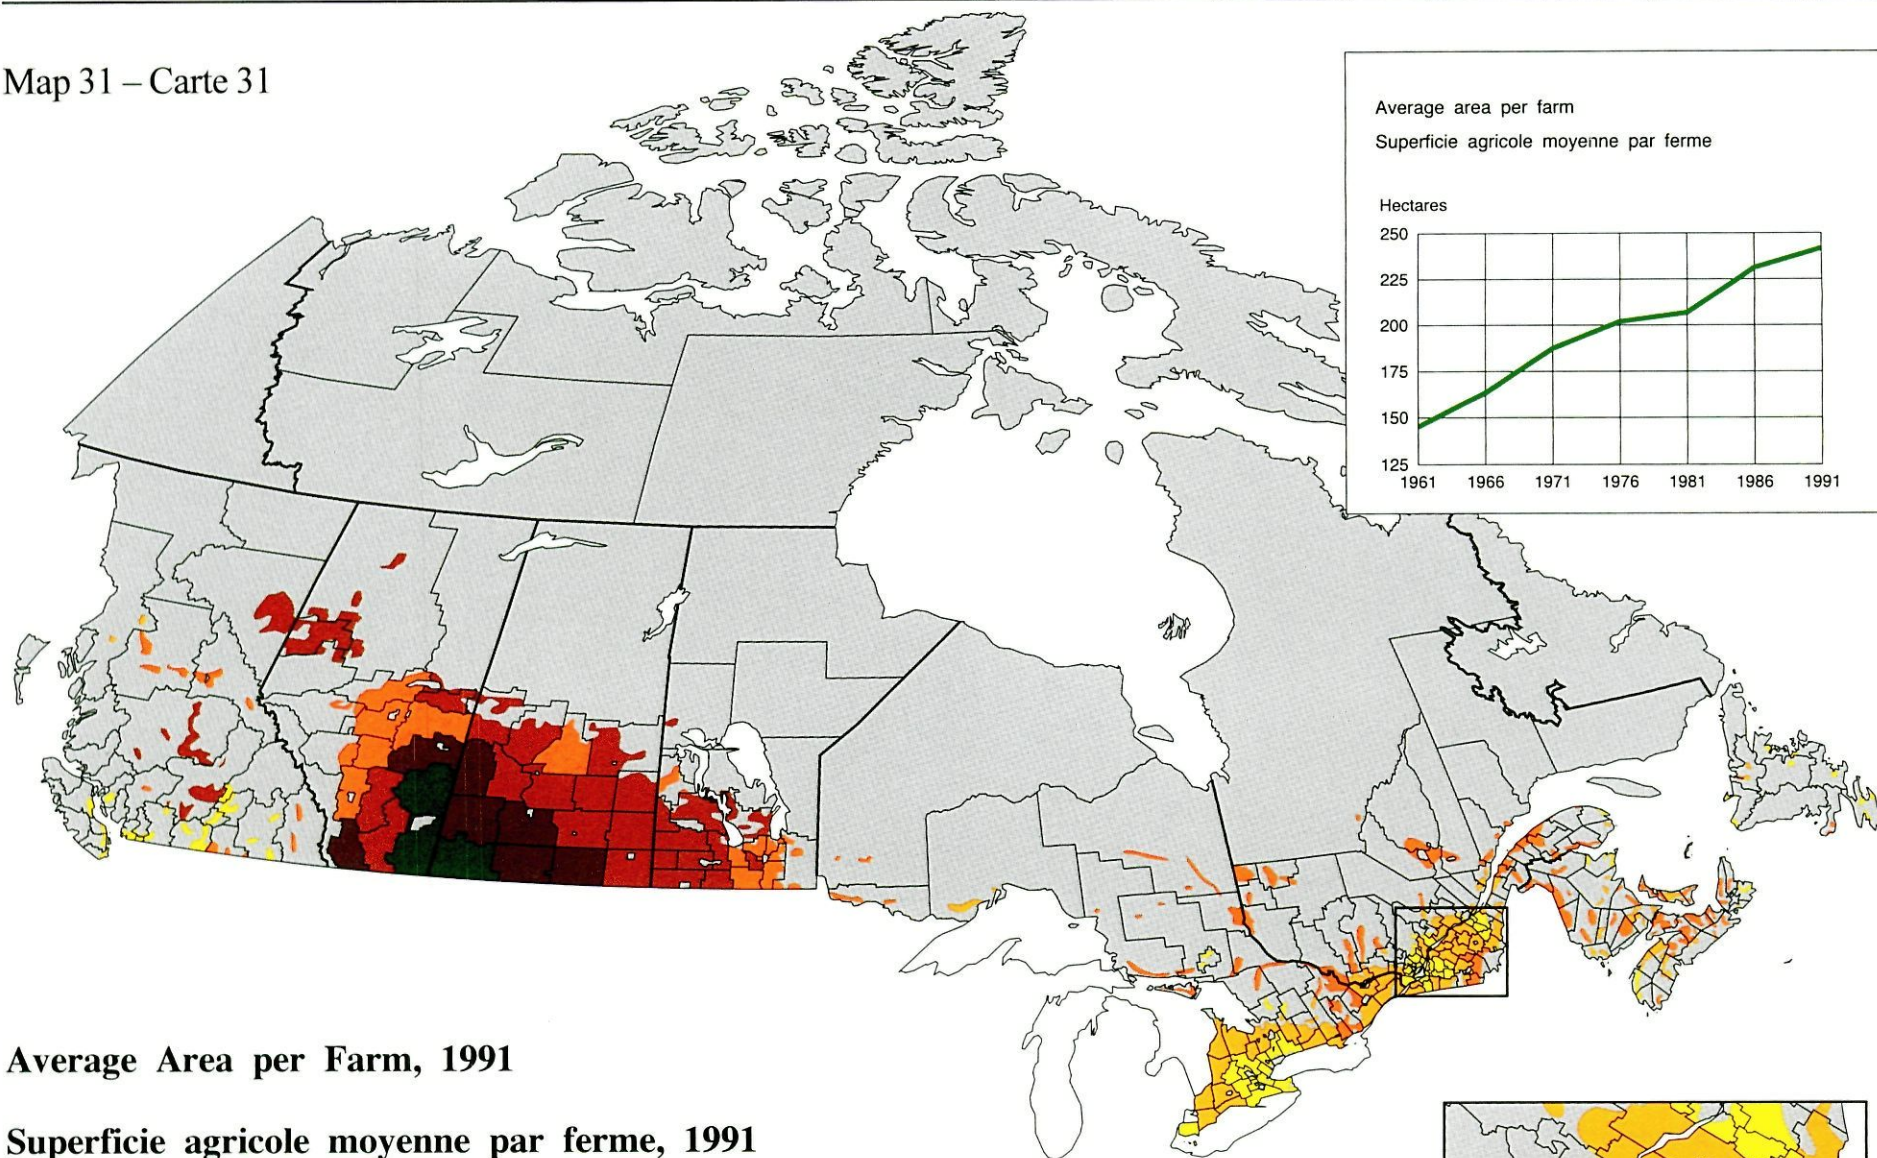 Map 31 – Carte 31
Average area per farm
Superficie agricole moyenne par ferme
Hectares
250
225
200
175
150
125
1961 1966 1971 1976 1981 1986 1991
Average Area per Farm, 1991
Superficie agricole moyenne par ferme, 1991